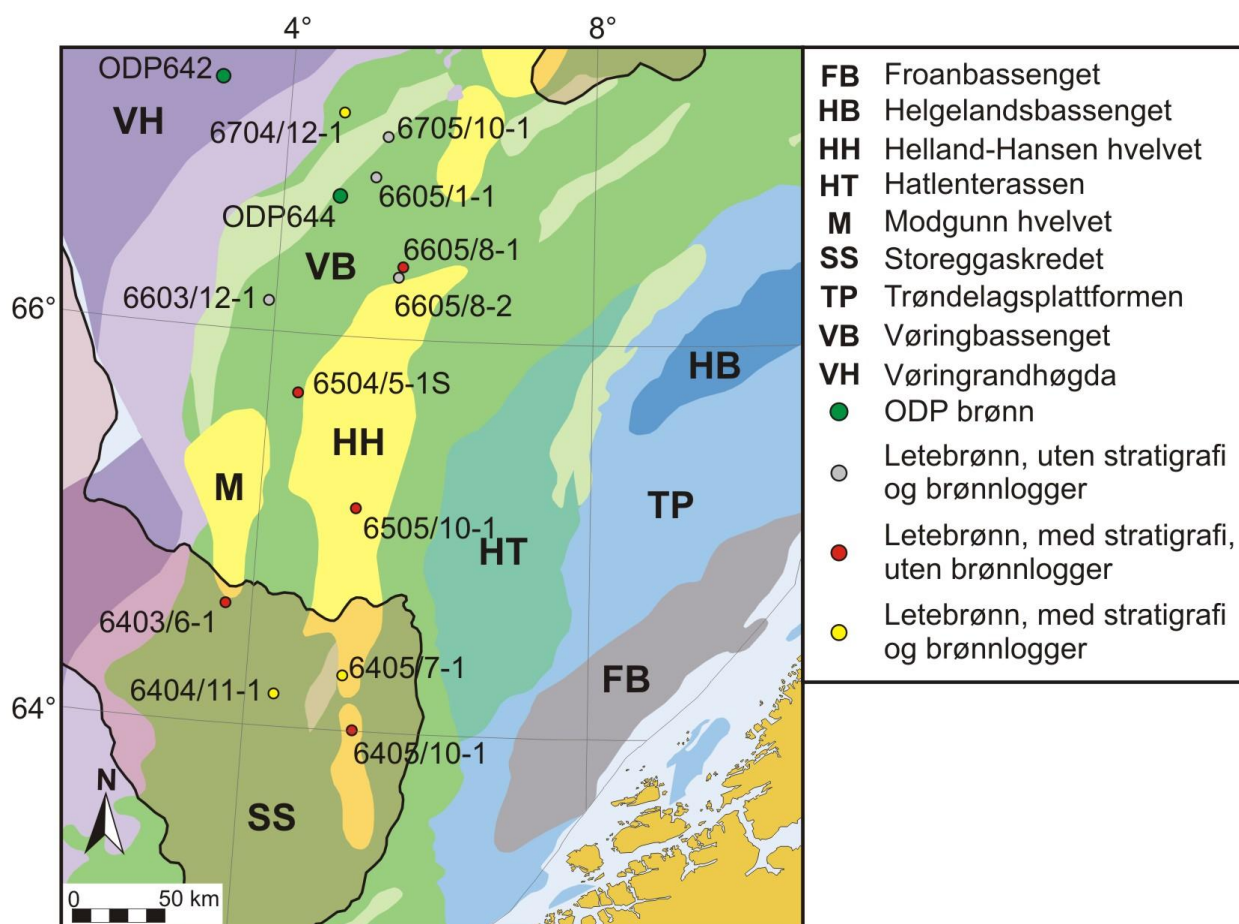 4° 8°
ODP642
VH
6704/12-1
6705/10-1
6605/1-1
ODP644
VB
6605/8-1
6605/8-2
6603/12-1
66°
HB
6504/5-1S
HH
M
6505/10-1
TP
HT
6403/6-1
6405/7-1
6404/11-1
FB
64°
6405/10-1
N
SS
0 50 km
FB Froanbassenget
HB Helgelandsbassenget
HH Helland-Hansen hvelvet
HT Hatlenterassen
M Modgunn hvelvet
SS Storeggaskredet
TP Trøndelagsplattformen
VB Vøringbassenget
VH Vøringrandhøgda
ODP brønn
Letebrønn, uten stratigrafi
og brønnlogger
Letebrønn, med stratigrafi,
uten brønnlogger
Letebrønn, med stratigrafi
og brønnlogger